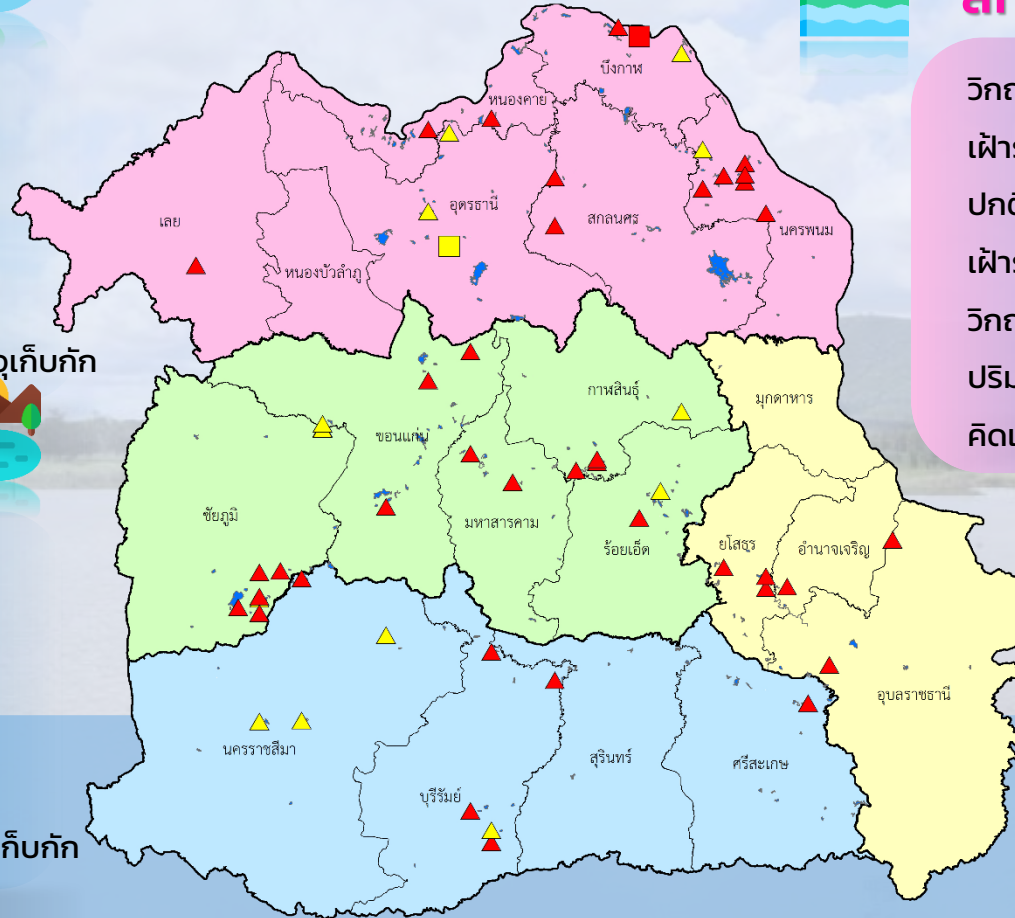 วิกฤ
เฝ้าร
ปกติ
เฝ้าร
วิกฤ
ปริม
คิดเ
บึงกาฬ
หนองคาย
อุดรธานี
เลย
สกลนคร
นครพนม
หนองบัวลำภู
ุเก็บกัก
กาฬสินธุ์
มุกดาหาร
ขอนแก่น
ชัยภูมิ
มหาสารคาม
ร้อยเอ็ด
ยโสธร
อำนาจเจริญ
อุบลราชธานี
นครราชสีมา
สุรินทร์
ศรีสะเกษ
บุรีรัมย์
ก็บกัก